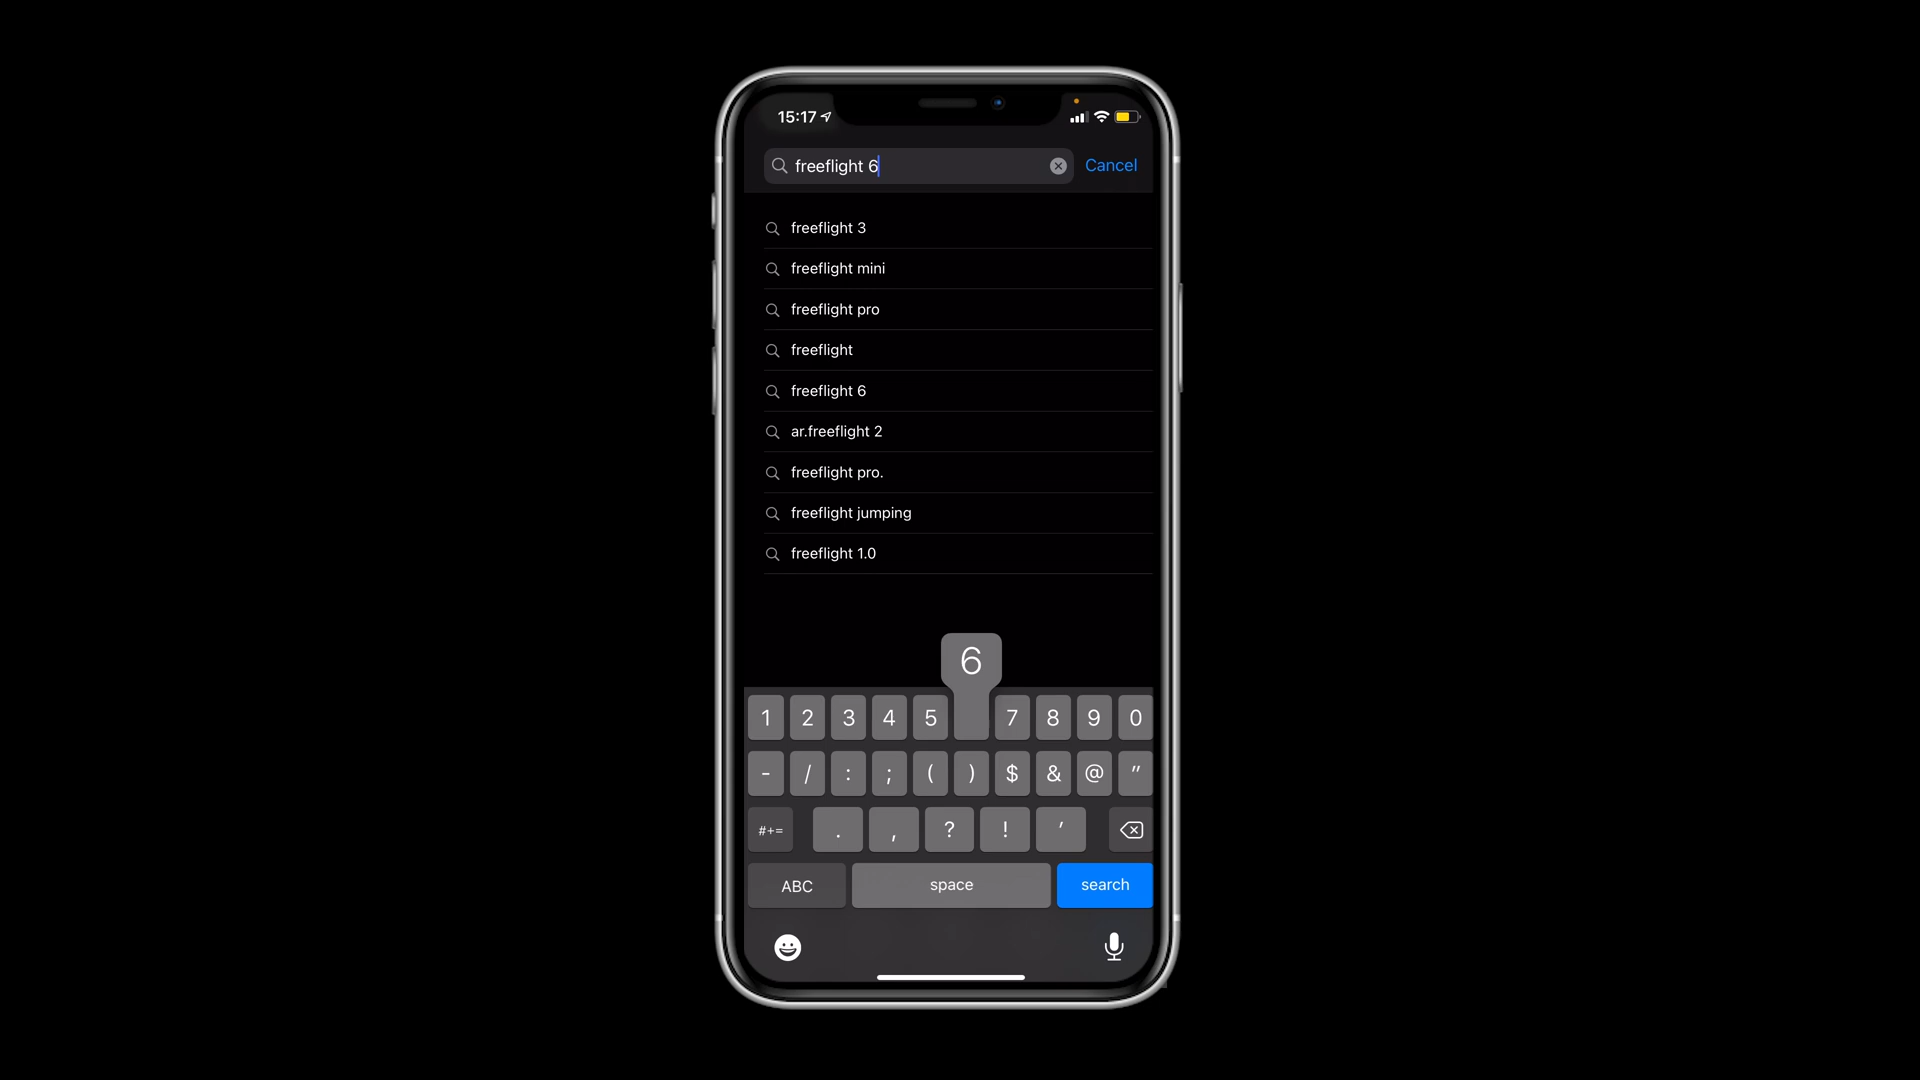 15:17
freeflight 6
Cancel
freeflight 3
freeflight mini
freeflight pro
freeflight
freeflight 6
ar.freeflight 2
freeflight pro.
freeflight jumping
freeflight 1.0
6
1 2 3 4 5 7 8 9 0
- / : ; ( ) $ & @ "
#+= . , ? ! '
ABC space search